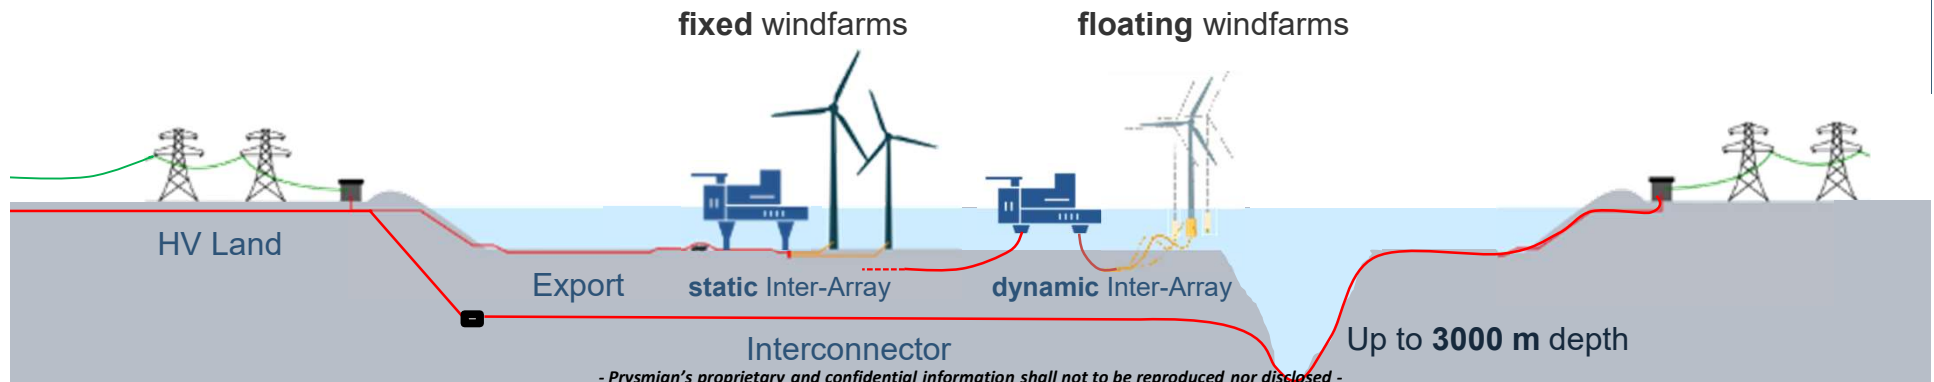 fixed windfarms
floating windfarms
HV Land
Export
static Inter-Array
dynamic Inter-Array
Up to 3000 m depth
Interconnector
- Prysmian's proprietary and confidential information shall not to be reproduced nor disclosed -